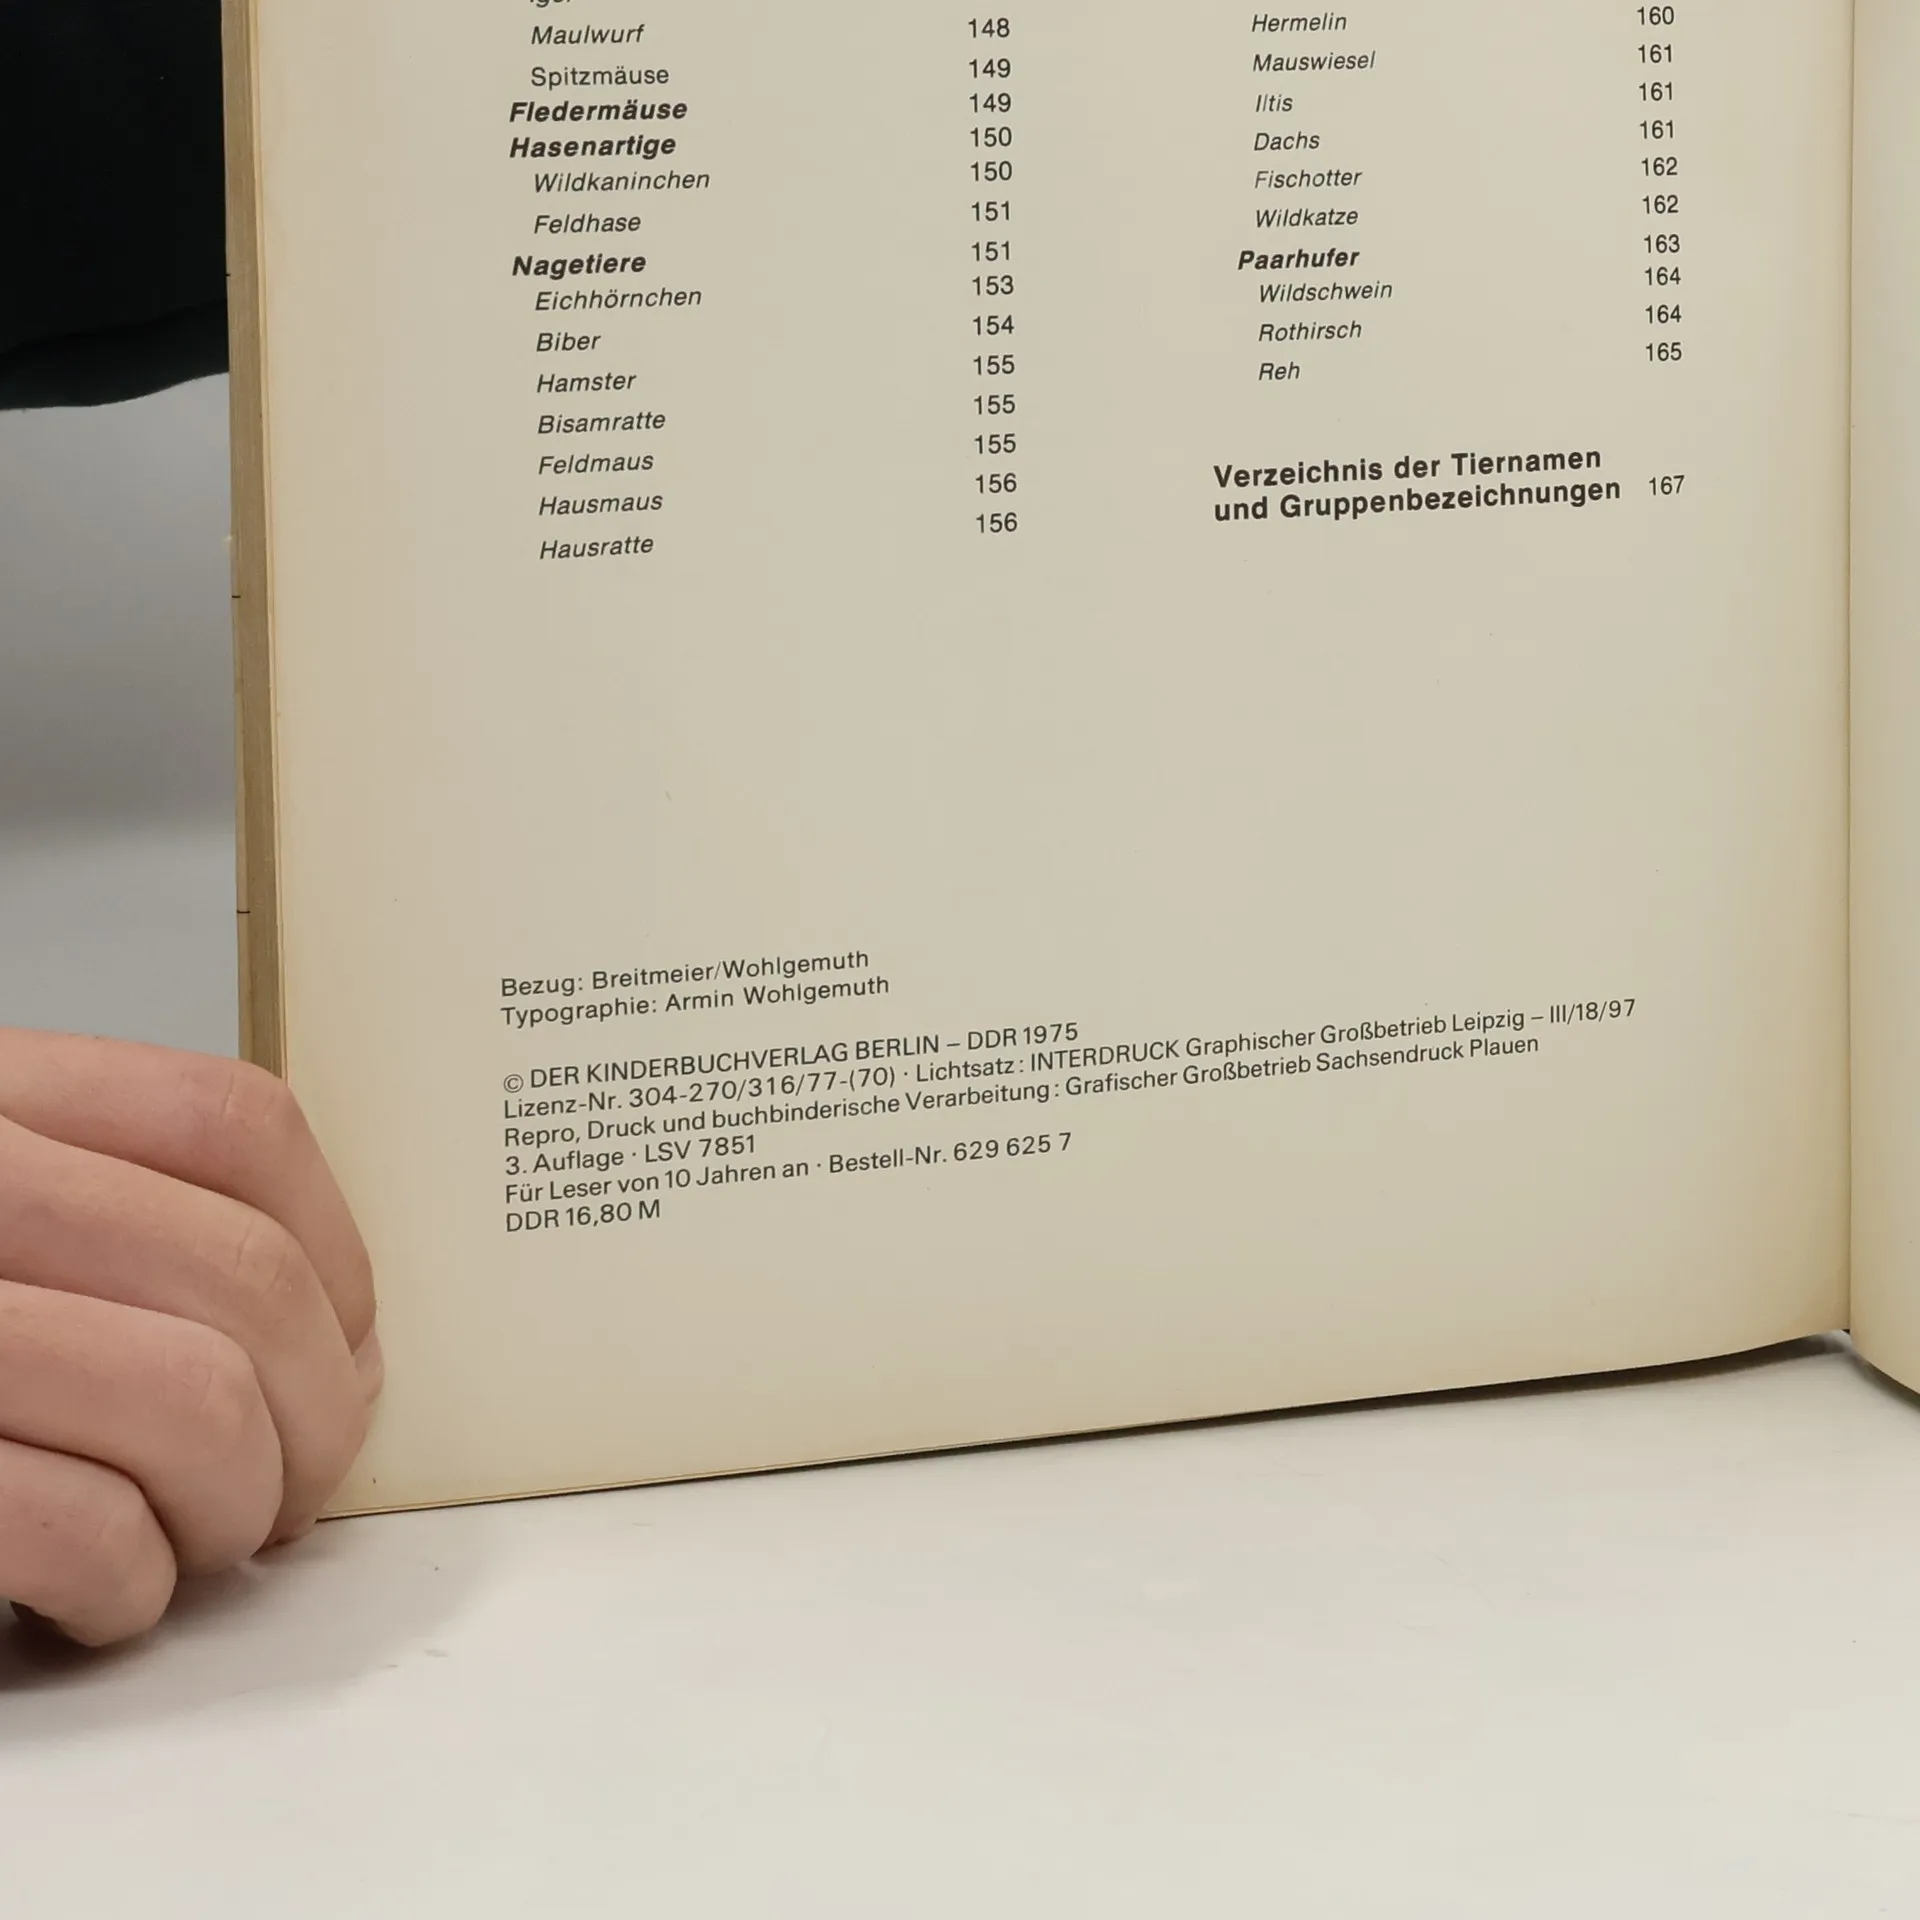 Maulwurf 148
Spitzmäuse 149
Fledermäuse 149
Hasenartige 150
Wildkaninchen 150
Feldhase 151
Nagetiere 151
Eichhörnchen 153
Biber 154
Hamster 155
Bisamratte 155
Feldmaus 155
Hausmaus 156
Hausratte 156
Hermelin 160
Mauswiesel 161
Iltis 161
Dachs 161
Fischotter 162
Wildkatze 162
Paarhufer 163
Wildschwein 164
Rothirsch 164
Reh 165
Verzeichnis der Tiernamen
und Gruppenbezeichnungen 167
Bezug: Breitmeier/Wohlgemuth
Typographie: Armin Wohlgemuth
© DER KINDERBUCHVERLAG BERLIN – DDR 1975
Lizenz-Nr. 304-270/316/77-(70) · Lichtsatz: INTERDRUCK Graphischer Großbetrieb Leipzig – III/18/97
Repro, Druck und buchbinderische Verarbeitung: Grafischer Großbetrieb Sachsendruck Plauen
3. Auflage · LSV 7851
Für Leser von 10 Jahren an · Bestell-Nr. 629 625 7
DDR 16,80 M